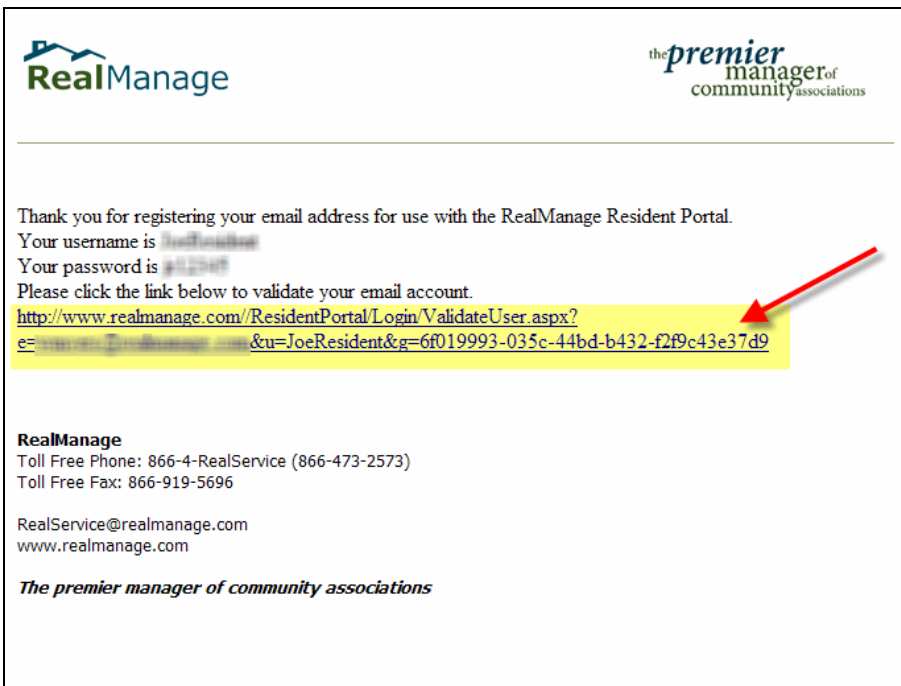 RealManage
the premier
manager of
community associations
Thank you for registering your email address for use with the RealManage Resident Portal.
Your username is
Your password is
Please click the link below to validate your email account.
http://www.realmanage.com//ResidentPortal/Login/ValidateUser.aspx?
e= &u=JoeResident&g=6f019993-035c-44bd-b432-f2f9c43e37d9
RealManage
Toll Free Phone: 866-4-RealService (866-473-2573)
Toll Free Fax: 866-919-5696
RealService@realmanage.com
www.realmanage.com
The premier manager of community associations